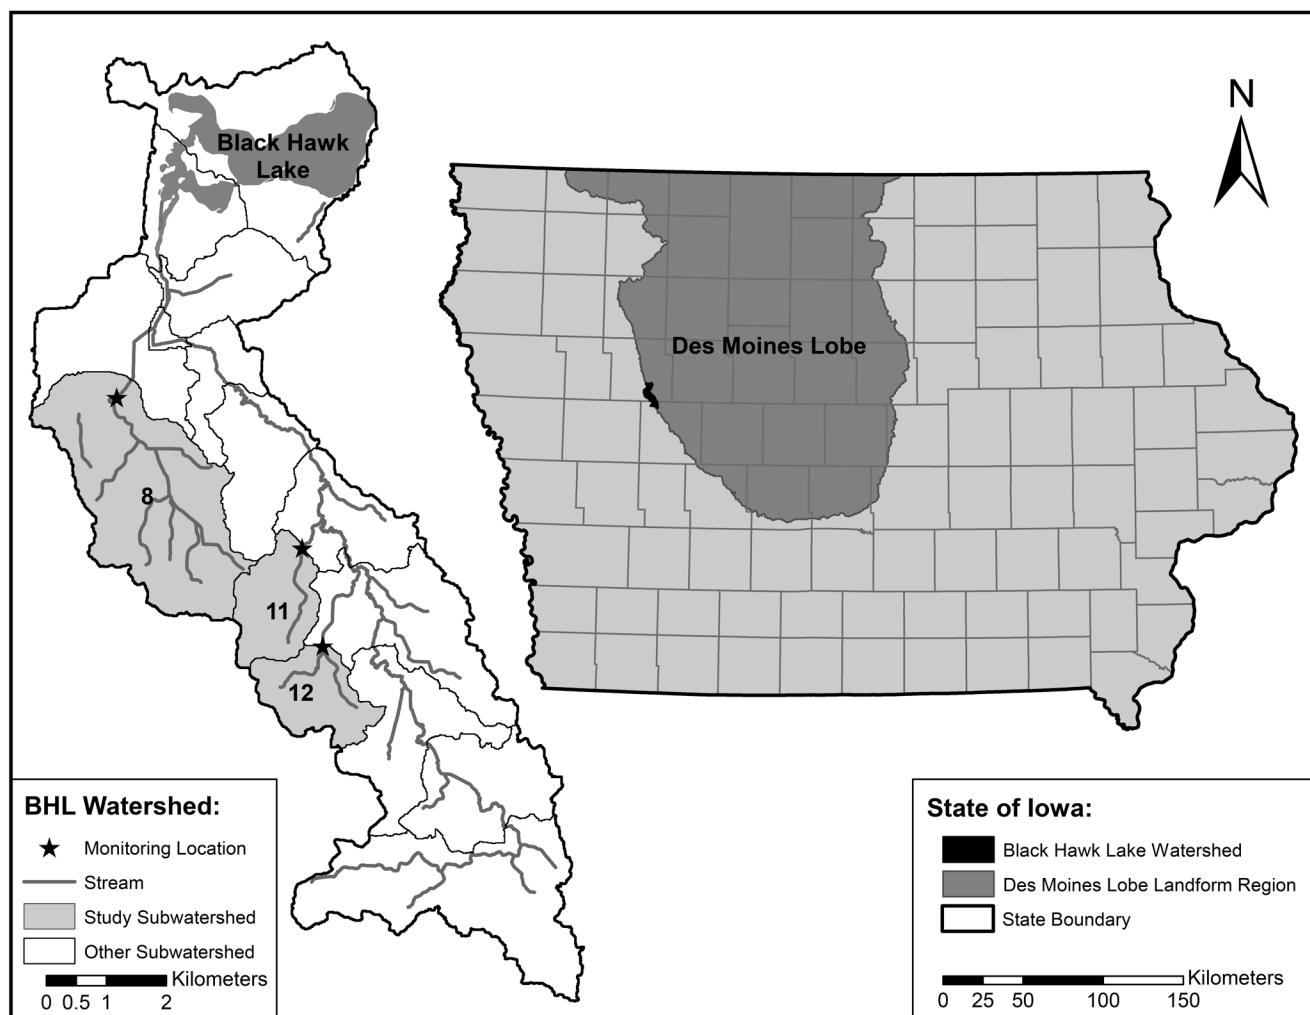 Black Hawk
Lake
N
Des Moines Lobe
8
11
12
BHL Watershed:
Monitoring Location
Stream
Study Subwatershed
Other Subwatershed
Kilometers
0 0.5 1 2
State of Iowa:
Black Hawk Lake Watershed
Des Moines Lobe Landform Region
State Boundary
Kilometers
0 25 50 100 150